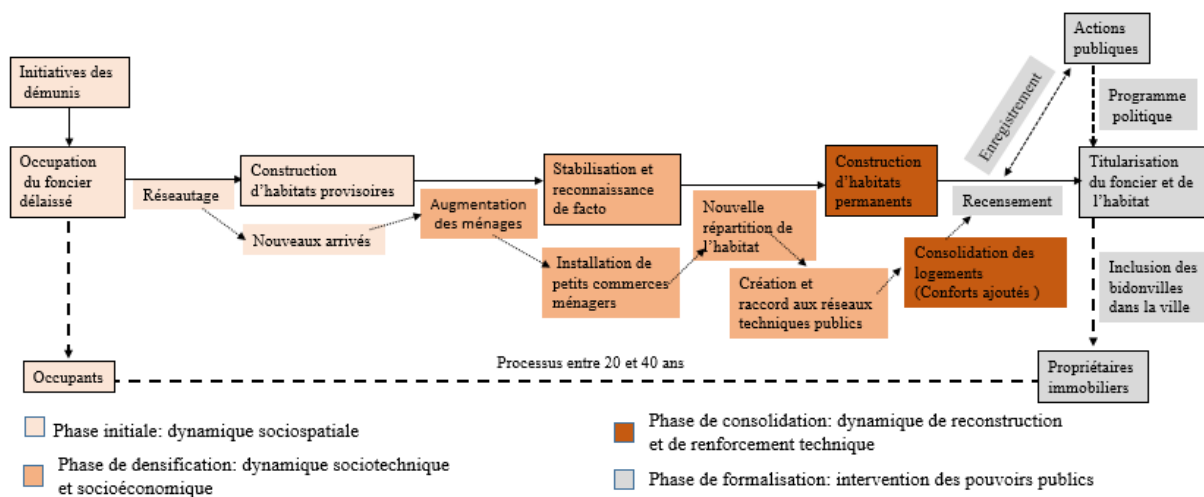 Actions
publiques
Initiatives des
démunis
Enregistrement
Programme
politique
Occupation
du foncier
délaissé
Réseautage
Construction
d'habitats provisoires
Nouveaux arrivés
Augmentation
des ménages
Stabilisation et
reconnaissance
de facto
Installation de
petits commerces
ménagers
Nouvelle
répartition de
l'habitat
Création et
raccord aux réseaux
techniques publics
Construction
d'habitats
permanents
Consolidation des
logements
(Conforts ajoutés )
Recensement
Titularisation
du foncier et de
l'habitat
Inclusion des
bidonvilles
dans la ville
Occupants
Processus entre 20 et 40 ans
Propriétaires
immobiliers
Phase initiale: dynamique sociospatiale
Phase de densification: dynamique sociotechnique
et socioéconomique
Phase de consolidation: dynamique de reconstruction
et de renforcement technique
Phase de formalisation: intervention des pouvoirs publics